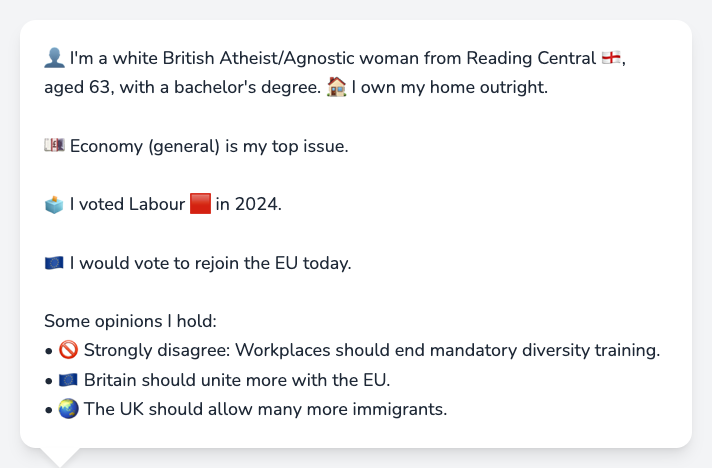 👤 I'm a white British Atheist/Agnostic woman from Reading Central 🏴󠁧󠁢󠁥󠁮󠁧󠁿,
aged 63, with a bachelor's degree. 🏠 I own my home outright.
💷 Economy (general) is my top issue.
🗳️ I voted Labour 🟥 in 2024.
🇪🇺 I would vote to rejoin the EU today.
Some opinions I hold:
• 🚫 Strongly disagree: Workplaces should end mandatory diversity training.
• 🇪🇺 Britain should unite more with the EU.
• 🌏 The UK should allow many more immigrants.